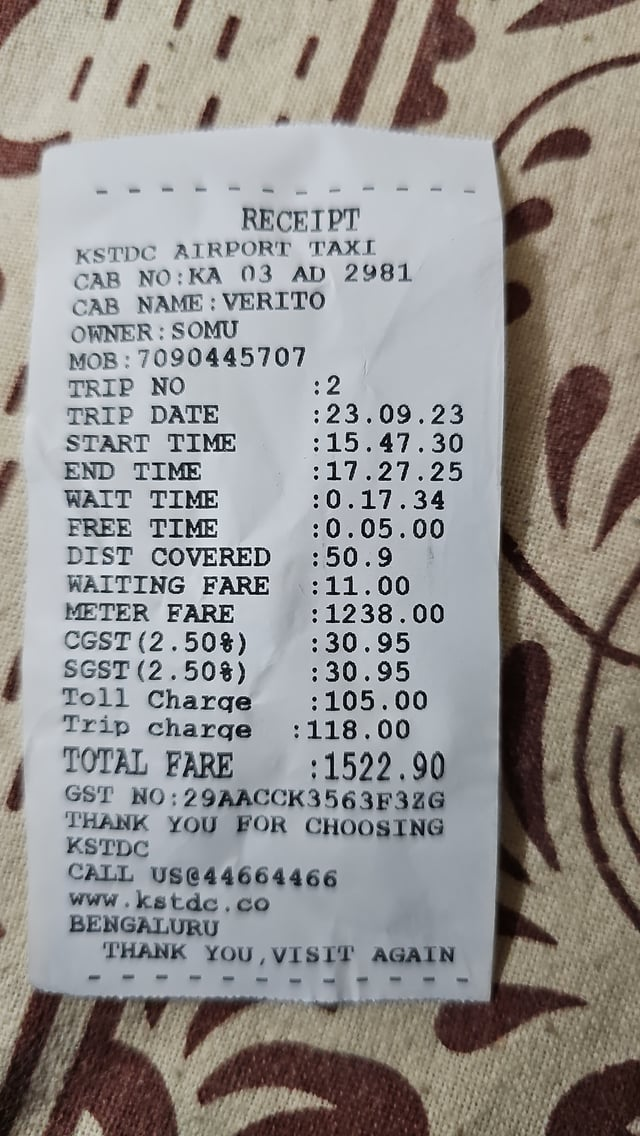 RECEIPT
KSTDC AIRPORT TAXI
CAB NO:KA 03 AD 2981
CAB NAME:VERITO
OWNER:SOMU
MOB:7090445707
TRIP NO :2
TRIP DATE :23.09.23
START TIME :15.47.30
END TIME :17.27.25
WAIT TIME :0.17.34
FREE TIME :0.05.00
DIST COVERED :50.9
WAITING FARE :11.00
METER FARE :1238.00
CGST(2.50%) :30.95
SGST(2.50%) :30.95
Toll Charge :105.00
Trip charge :118.00
TOTAL FARE :1522.90
GST NO:29AACCK3563F3ZG
THANK YOU FOR CHOOSING
KSTDC
CALL US@44664466
www.kstdc.co
BENGALURU
THANK YOU,VISIT AGAIN